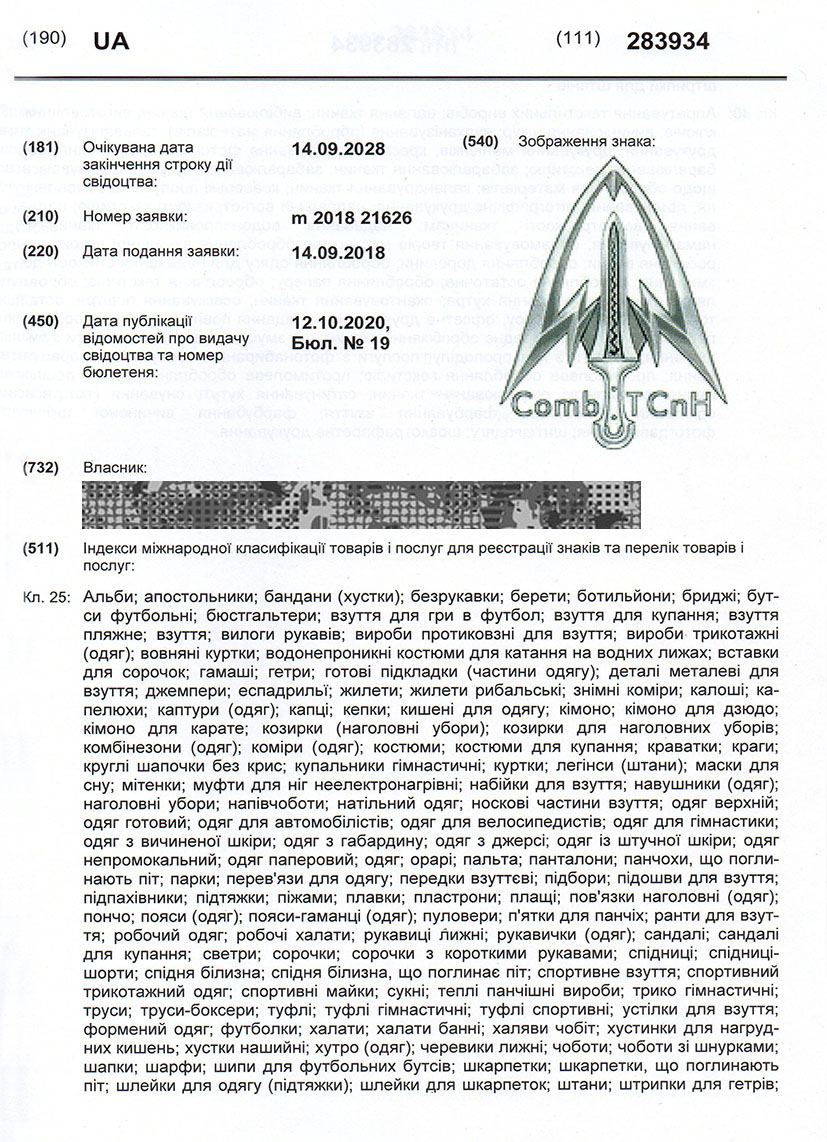 (190) UA (111) 283934
(181) Очікувана дата закінчення строку дії свідоцтва: 14.09.2028
(540) Зображення знака:
(210) Номер заявки: m 2018 21626
(220) Дата подання заявки: 14.09.2018
(450) Дата публікації відомостей про видачу свідоцтва та номер бюлетеня: 12.10.2020, Бюл. № 19
CombTCnH
(732) Власник:
(511) Індекси міжнародної класифікації товарів і послуг для реєстрації знаків та перелік товарів і
послуг:
Кл. 25: Альби; апостольники; бандани (хустки); безрукавки; берети; ботильйони; бриджі; бут-
си футбольні; бюстгальтери; взуття для гри в футбол; взуття для купання; взуття
пляжне; взуття; вилоги рукавів; вироби протиковзні для взуття; вироби трикотажні
(одяг); вовняні куртки; водонепроникні костюми для катання на водних лижах; вставки
для сорочок; гамаші; гетри; готові підкладки (частини одягу); деталі металеві для
взуття; джемпери; еспадрильї; жилети; жилети рибальські; знімні коміри; калоші; ка-
пелюхи; каптури (одяг); капці; кепки; кишені для одягу; кімоно; кімоно для дзюдо;
кімоно для карате; козирки (наголовні убори); козирки для наголовних уборів;
комбінезони (одяг); коміри (одяг); костюми; костюми для купання; краватки; краги;
круглі шапочки без крис; купальники гімнастичні; куртки; легінси (штани); маски для
сну; мітенки; муфти для ніг неелектронагрівні; набійки для взуття; навушники (одяг);
наголовні убори; напівчоботи; натільний одяг; носкові частини взуття; одяг верхній;
одяг готовий; одяг для автомобілістів; одяг для велосипедистів; одяг для гімнастики;
одяг з вичиненої шкіри; одяг з габардину; одяг з джерсі; одяг із штучної шкіри; одяг
непромокальний; одяг паперовий; одяг; орарі; пальта; панталони; панчохи, що погли-
нають піт; парки; перев'язи для одягу; передки взуттєві; підбори; підошви для взуття;
підпахівники; підтяжки; піжами; плавки; пластрони; плащі; пов'язки наголовні (одяг);
пончо; пояси (одяг); пояси-гаманці (одяг); пуловери; п'ятки для панчіх; ранти для взут-
тя; робочий одяг; робочі халати; рукавиці лижні; рукавички (одяг); сандалі; сандалі
для купання; светри; сорочки; сорочки з короткими рукавами; спідниці; спідниці-
шорти; спідня білизна; спідня білизна, що поглинає піт; спортивне взуття; спортивний
трикотажний одяг; спортивні майки; сукні; теплі панчішні вироби; трико гімнастичні;
труси; труси-боксери; туфлі; туфлі гімнастичні; туфлі спортивні; устілки для взуття;
формений одяг; футболки; халати; халати банні; халяви чобіт; хустинки для нагруд-
них кишень; хустки нашийні; хутро (одяг); черевики лижні; чоботи; чоботи зі шнурками;
шапки; шарфи; шипи для футбольних бутсів; шкарпетки; шкарпетки, що поглинають
піт; шлейки для одягу (підтяжки); шлейки для шкарпеток; штани; штрипки для гетрів;